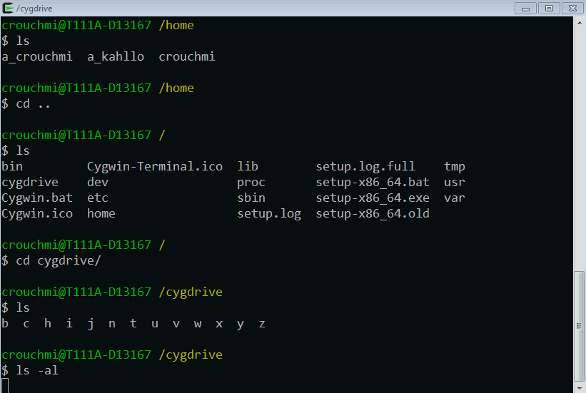 /cygdrive
crouchmi@T111A-D13167 /home
$ ls
a_crouchmi  a_kahllo  crouchmi
crouchmi@T111A-D13167 /home
$ cd ..
crouchmi@T111A-D13167 /
$ ls
bin         Cygwin-Terminal.ico  lib        setup.log.full    tmp
cygdrive    dev                  proc       setup-x86_64.bat  usr
Cygwin.bat  etc                  sbin       setup-x86_64.exe  var
Cygwin.ico  home                 setup.log  setup-x86_64.old
crouchmi@T111A-D13167 /
$ cd cygdrive/
crouchmi@T111A-D13167 /cygdrive
$ ls
b  c  h  i  j  n  t  u  v  w  x  y  z
crouchmi@T111A-D13167 /cygdrive
$ ls -al